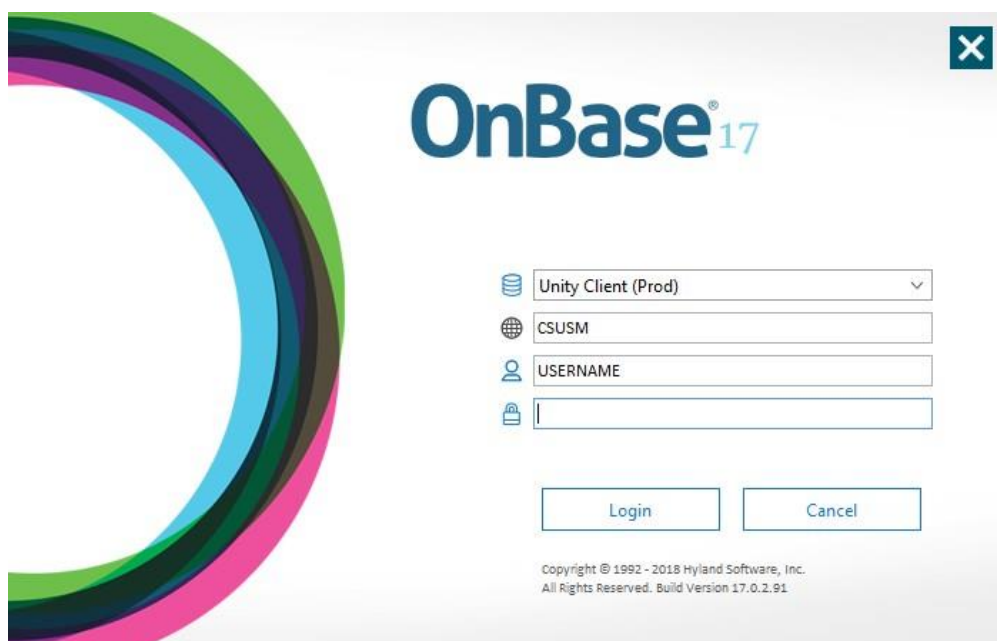 OnBase® 17
Unity Client (Prod)
CSUSM
USERNAME
Login
Cancel
Copyright © 1992 - 2018 Hyland Software, Inc.
All Rights Reserved. Build Version 17.0.2.91